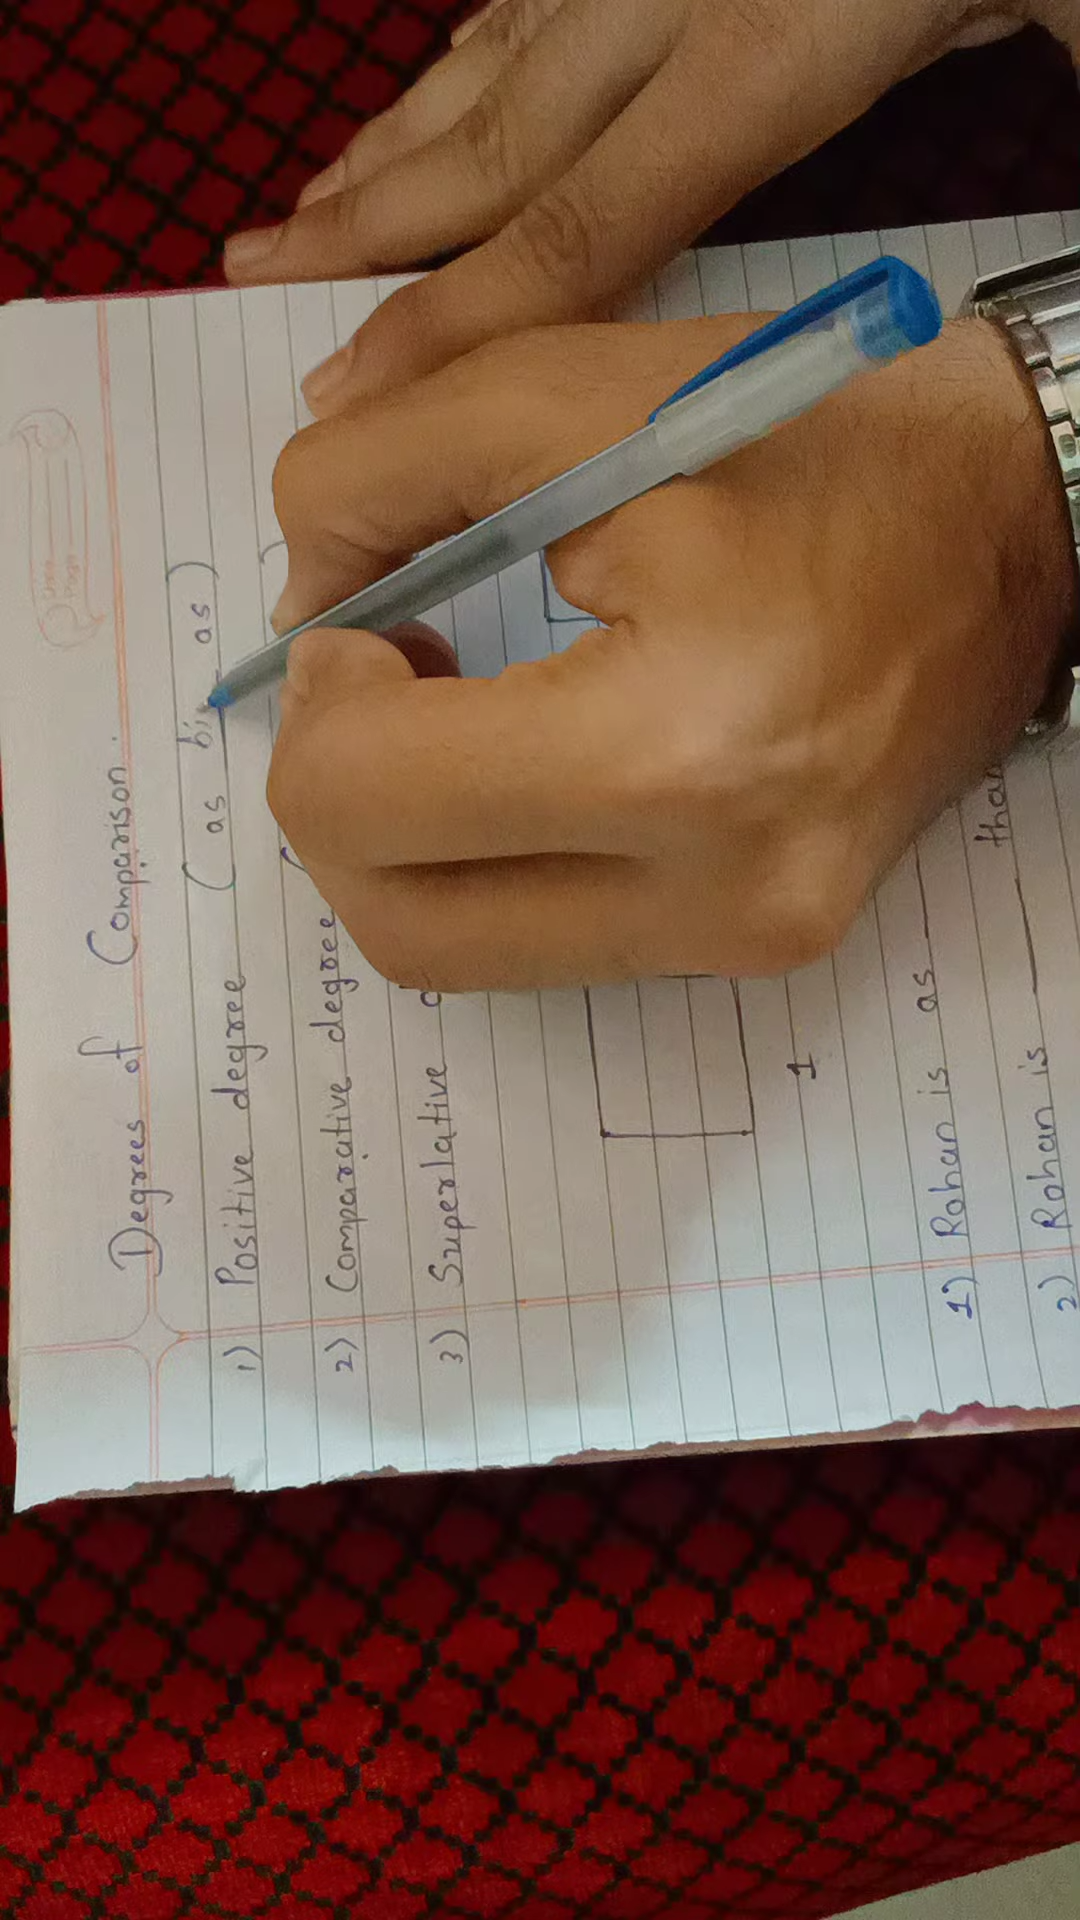 Degrees of Comparison.
1) Positive degree ( as bi as )
2) Comparative degree ( )
3) Superlative
1
1) Rohan is as
2) Rohan is than